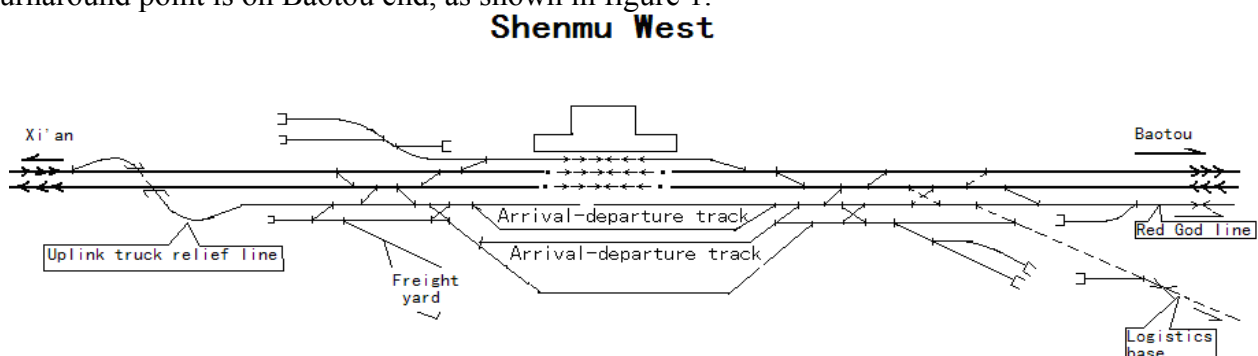 urnaround point is on Baotou end, as shown in figure 1.
Shenmu West
Xi'an
Baotou
Arrival-departure track
Red God line
Uplink truck relief line
Arrival-departure track
Freight
yard
Logistics
base